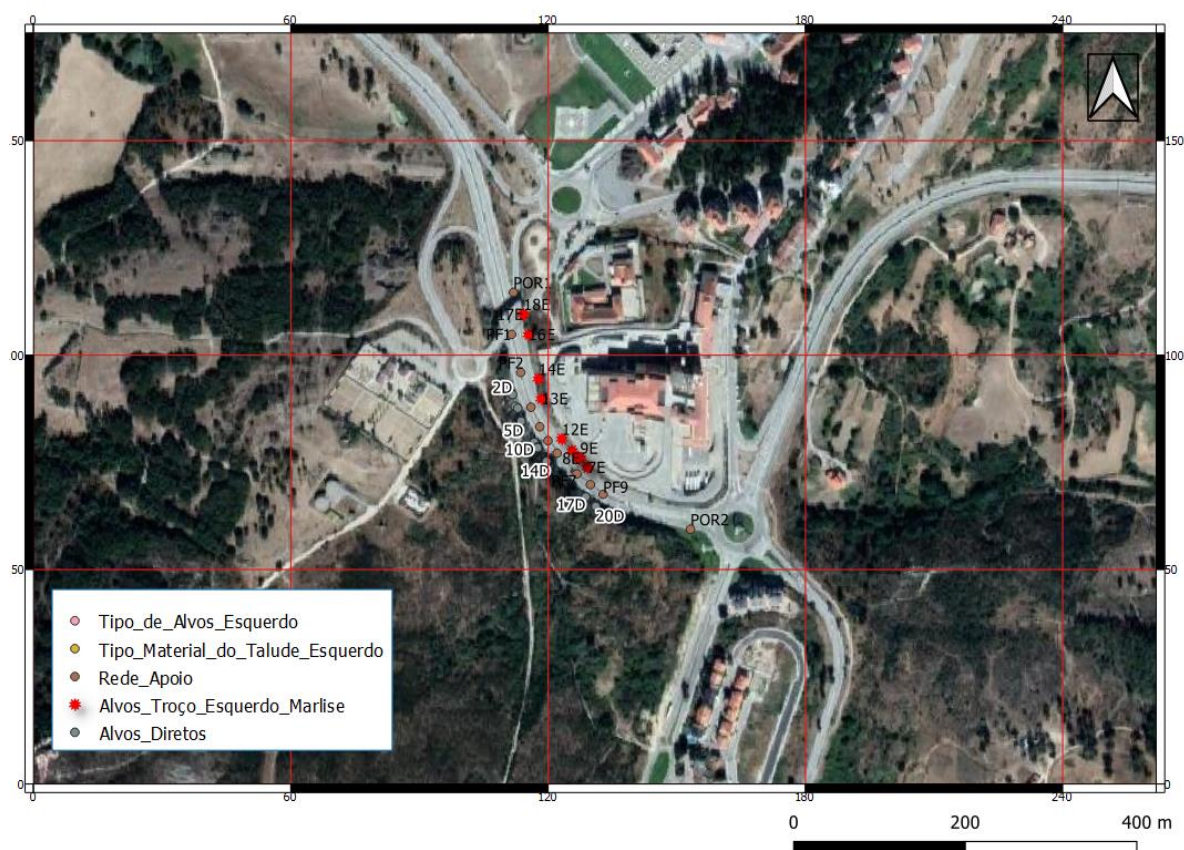 0 60 120 180 240
50 150
POR1
18E
17E
PF1 16E
00 100
PF2
14E
2D
13E
12E
5D
9E
10D
8E
7E
14D
PF9
17D
20D
POR2
50 50
Tipo_de_Alvos_Esquerdo
Tipo_Material_do_Talude_Esquerdo
Rede_Apoio
Alvos_Troço_Esquerdo_Marlise
Alvos_Diretos
0 0
0 60 120 180 240
0 200 400 m